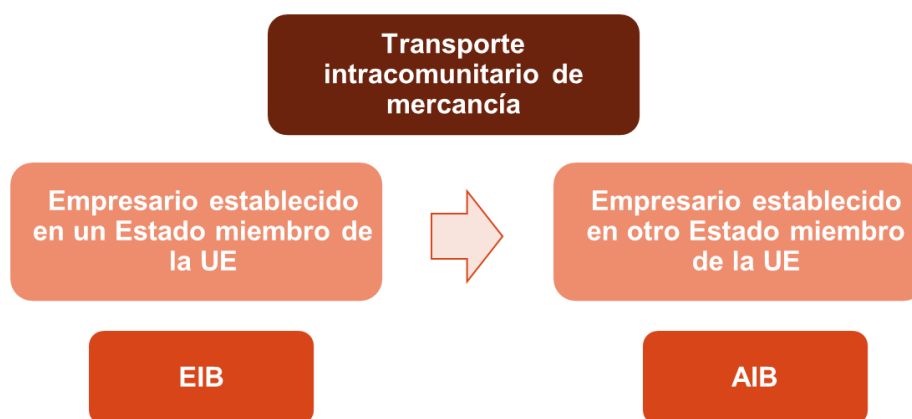 Transporte
intracomunitario de
mercancía
Empresario establecido
en un Estado miembro de
la UE
Empresario establecido
en otro Estado miembro
de la UE
EIB
AIB